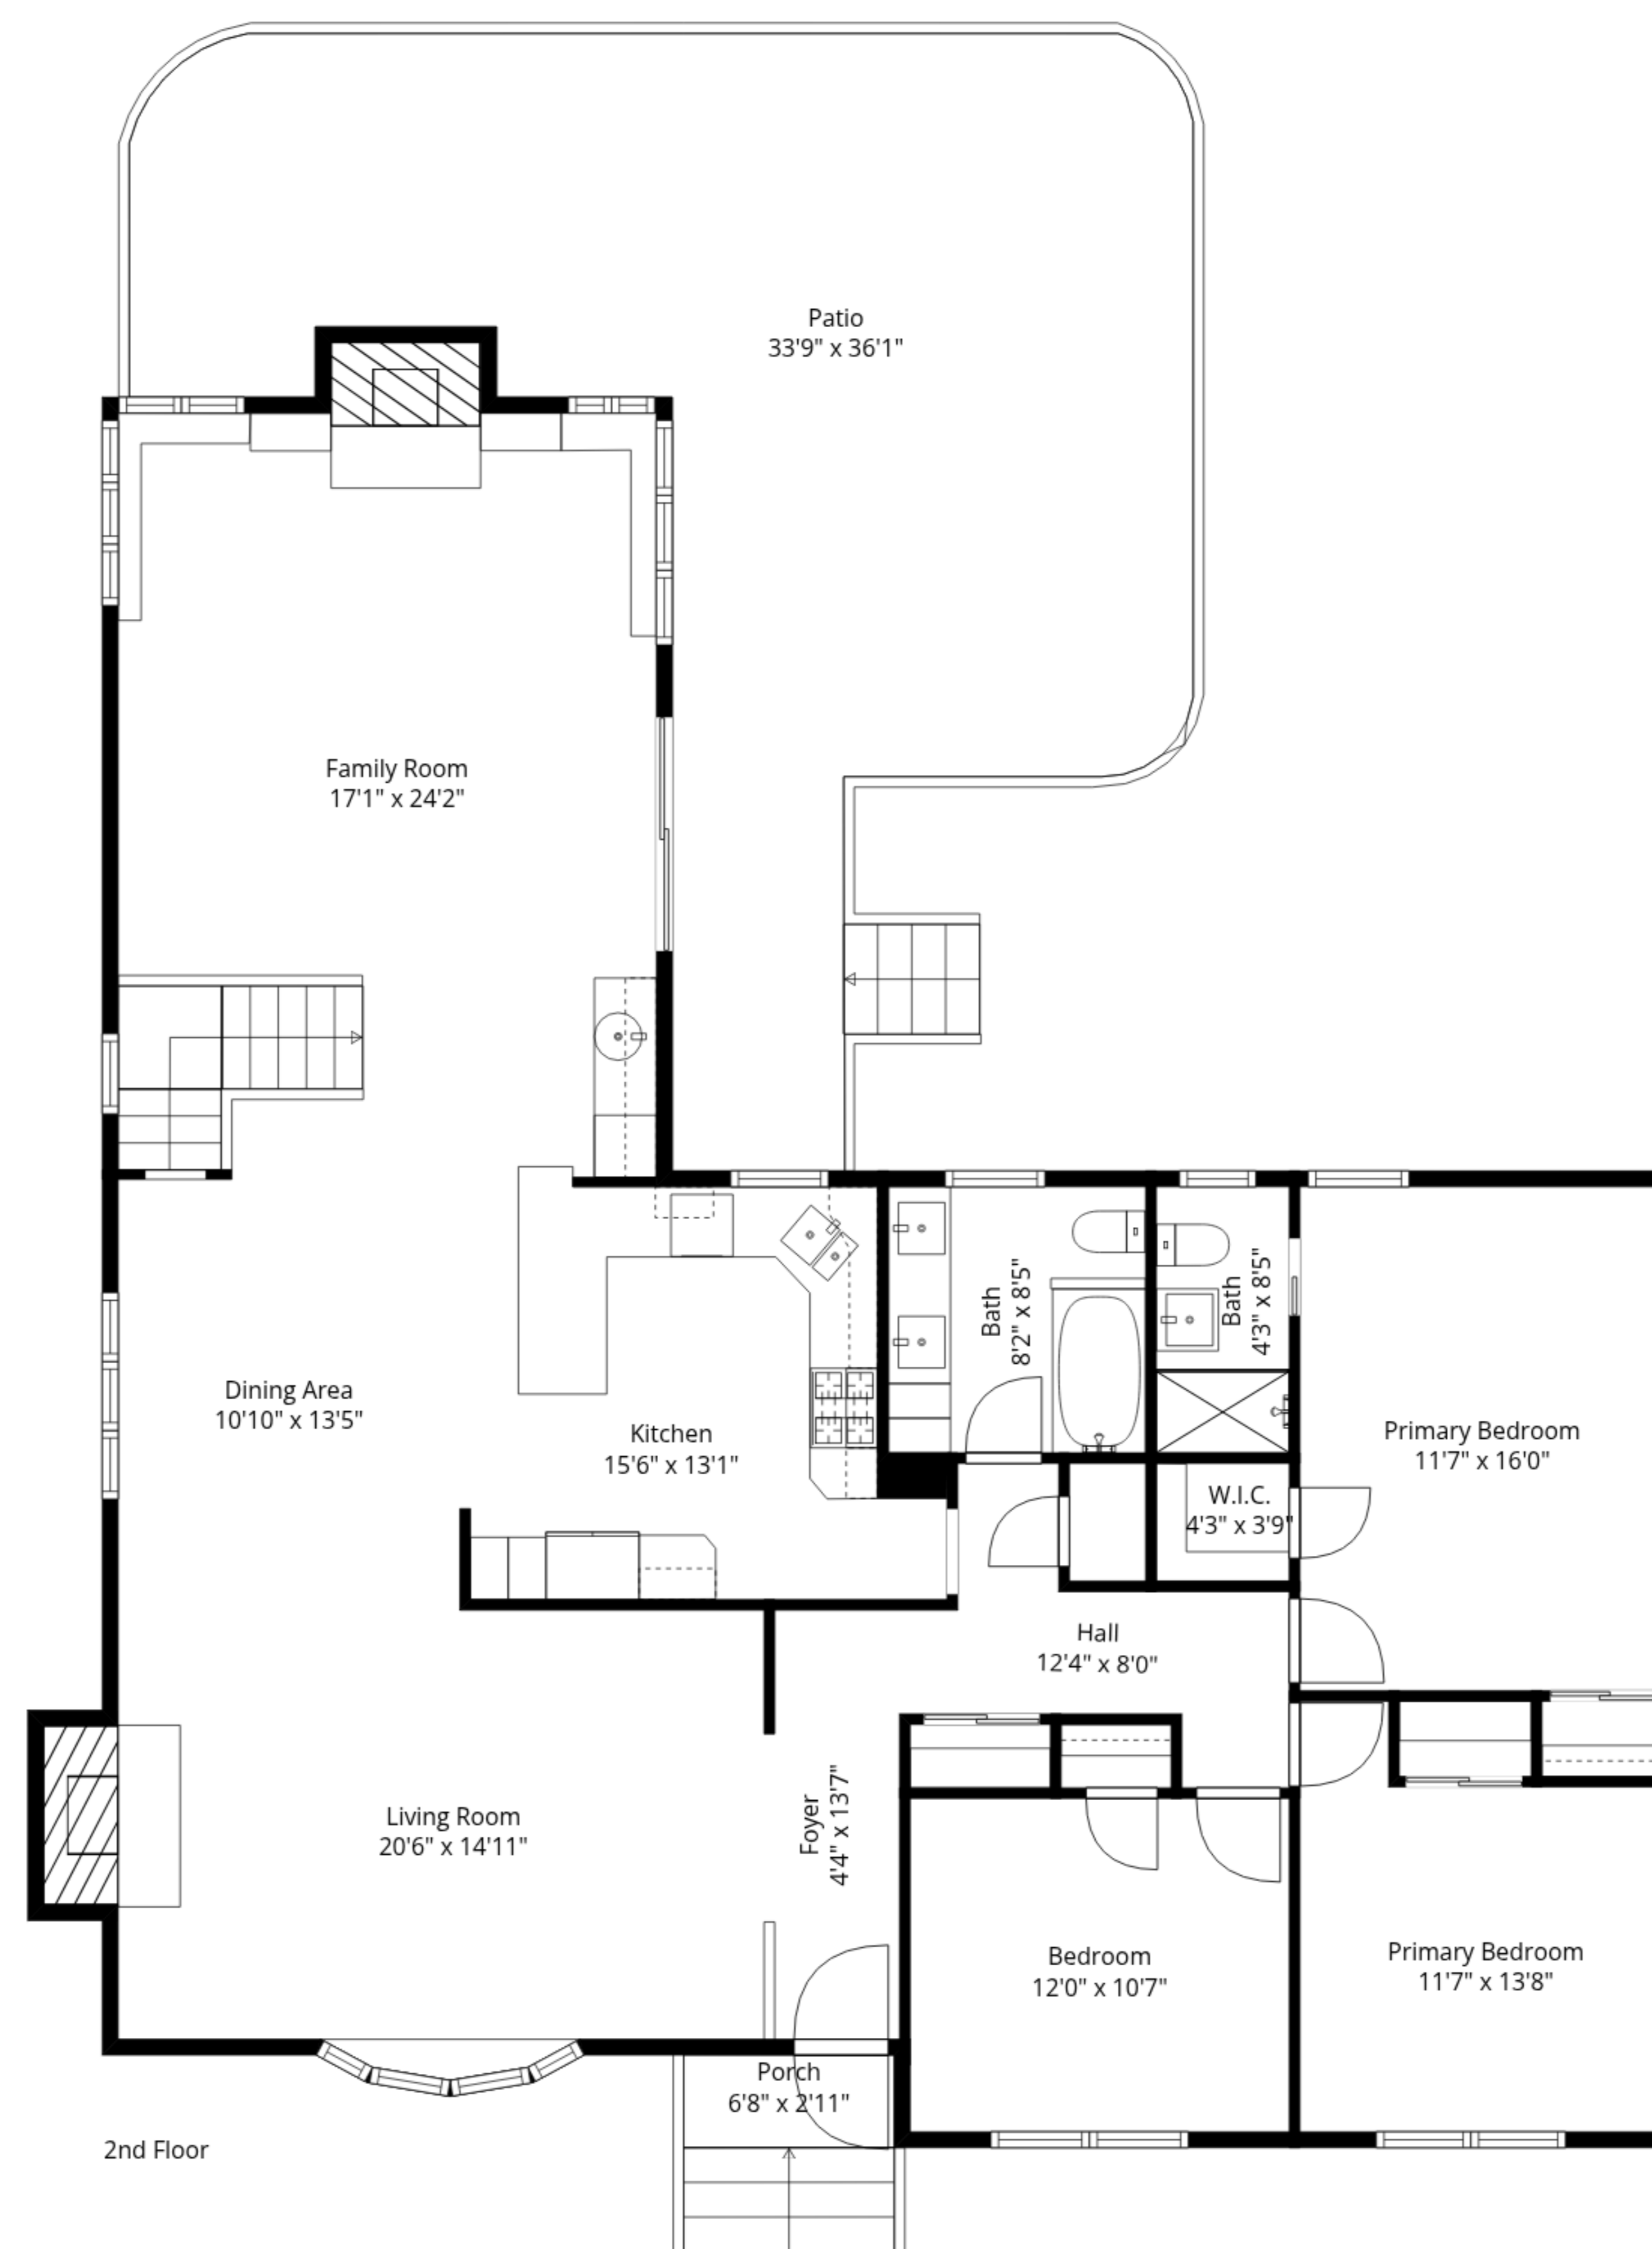 Patio
33'9" x 36'1"
Family Room
17'1" x 24'2"
Bath
8'2" x 8'5"
Bath
4'3" x 8'5"
Dining Area
10'10" x 13'5"
Kitchen
15'6" x 13'1"
Primary Bedroom
11'7" x 16'0"
W.I.C.
4'3" x 3'9"
Hall
12'4" x 8'0"
Living Room
20'6" x 14'11"
Foyer
4'4" x 13'7"
Bedroom
12'0" x 10'7"
Primary Bedroom
11'7" x 13'8"
Porch
6'8" x 2'11"
2nd Floor